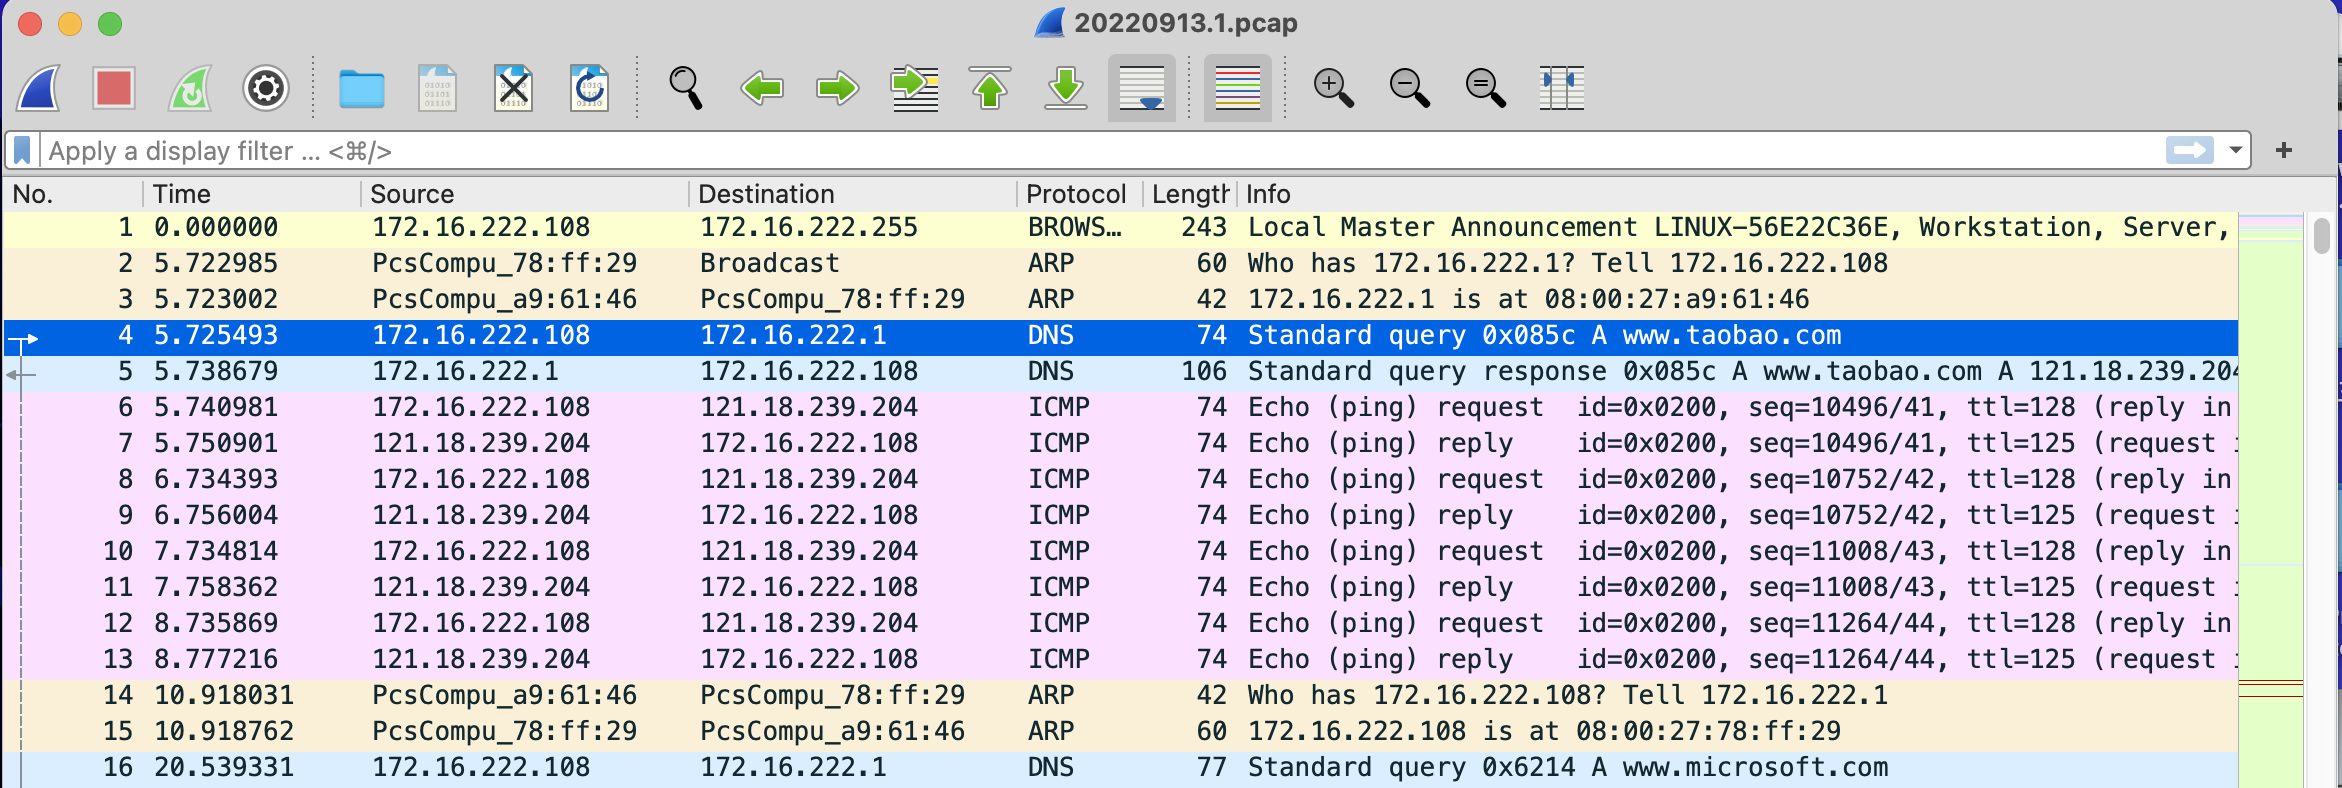 20220913.1.pcap
Apply a display filter ... <⌘/>
No. Time Source Destination Protocol Length Info
1 0.000000 172.16.222.108 172.16.222.255 BROWS… 243 Local Master Announcement LINUX-56E22C36E, Workstation, Server,
2 5.722985 PcsCompu_78:ff:29 Broadcast ARP 60 Who has 172.16.222.1? Tell 172.16.222.108
3 5.723002 PcsCompu_a9:61:46 PcsCompu_78:ff:29 ARP 42 172.16.222.1 is at 08:00:27:a9:61:46
4 5.725493 172.16.222.108 172.16.222.1 DNS 74 Standard query 0x085c A www.taobao.com
5 5.738679 172.16.222.1 172.16.222.108 DNS 106 Standard query response 0x085c A www.taobao.com A 121.18.239.204
6 5.740981 172.16.222.108 121.18.239.204 ICMP 74 Echo (ping) request id=0x0200, seq=10496/41, ttl=128 (reply in
7 5.750901 121.18.239.204 172.16.222.108 ICMP 74 Echo (ping) reply id=0x0200, seq=10496/41, ttl=125 (request i
8 6.734393 172.16.222.108 121.18.239.204 ICMP 74 Echo (ping) request id=0x0200, seq=10752/42, ttl=128 (reply in
9 6.756004 121.18.239.204 172.16.222.108 ICMP 74 Echo (ping) reply id=0x0200, seq=10752/42, ttl=125 (request i
10 7.734814 172.16.222.108 121.18.239.204 ICMP 74 Echo (ping) request id=0x0200, seq=11008/43, ttl=128 (reply in
11 7.758362 121.18.239.204 172.16.222.108 ICMP 74 Echo (ping) reply id=0x0200, seq=11008/43, ttl=125 (request i
12 8.735869 172.16.222.108 121.18.239.204 ICMP 74 Echo (ping) request id=0x0200, seq=11264/44, ttl=128 (reply in
13 8.777216 121.18.239.204 172.16.222.108 ICMP 74 Echo (ping) reply id=0x0200, seq=11264/44, ttl=125 (request i
14 10.918031 PcsCompu_a9:61:46 PcsCompu_78:ff:29 ARP 42 Who has 172.16.222.108? Tell 172.16.222.1
15 10.918762 PcsCompu_78:ff:29 PcsCompu_a9:61:46 ARP 60 172.16.222.108 is at 08:00:27:78:ff:29
16 20.539331 172.16.222.108 172.16.222.1 DNS 77 Standard query 0x6214 A www.microsoft.com